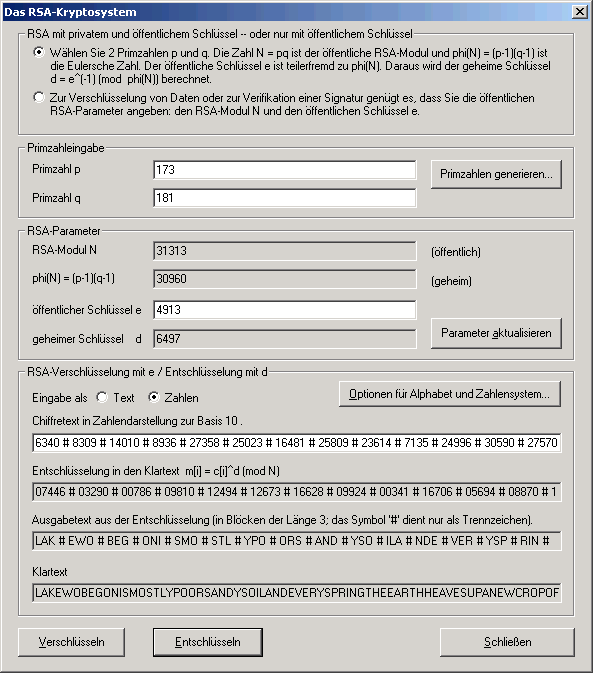 Das RSA-Kryptosystem
RSA mit privatem und öffentlichem Schlüssel -- oder nur mit öffentlichem Schlüssel
Wählen Sie 2 Primzahlen p und q. Die Zahl N = pq ist der öffentliche RSA-Modul und phi(N) = (p-1)(q-1) ist
die Eulersche Zahl. Der öffentliche Schlüssel e ist teilerfremd zu phi(N). Daraus wird der geheime Schlüssel
d = e^(-1) (mod phi(N)) berechnet.
Zur Verschlüsselung von Daten oder zur Verifikation einer Signatur genügt es, dass Sie die öffentlichen
RSA-Parameter angeben: den RSA-Modul N und den öffentlichen Schlüssel e.
Primzahleingabe
Primzahl p 173 Primzahlen generieren...
Primzahl q 181
RSA-Parameter
RSA-Modul N 31313 (öffentlich)
phi(N) = (p-1)(q-1) 30960 (geheim)
öffentlicher Schlüssel e 4913
geheimer Schlüssel d 6497 Parameter aktualisieren
RSA-Verschlüsselung mit e / Entschlüsselung mit d
Eingabe als Text Zahlen Optionen für Alphabet und Zahlensystem...
Chiffretext in Zahlendarstellung zur Basis 10 .
6340 # 8309 # 14010 # 8936 # 27358 # 25023 # 16481 # 25809 # 23614 # 7135 # 24996 # 30590 # 27570
Entschlüsselung in den Klartext m[i] = c[i]^d (mod N)
07446 # 03290 # 00786 # 09810 # 12494 # 12673 # 16628 # 09924 # 00341 # 16706 # 05694 # 08870 # 1
Ausgabetext aus der Entschlüsselung (in Blöcken der Länge 3; das Symbol '#' dient nur als Trennzeichen).
LAK # EWO # BEG # ONI # SMO # STL # YPO # ORS # AND # YSO # ILA # NDE # VER # YSP # RIN #
Klartext
LAKEWOBEGONISMOSTLYPOORSANDYSOILANDEVERYSPRINGTHEEARTHHEAVESUPANEWCROPOF
Verschlüsseln Entschlüsseln Schließen